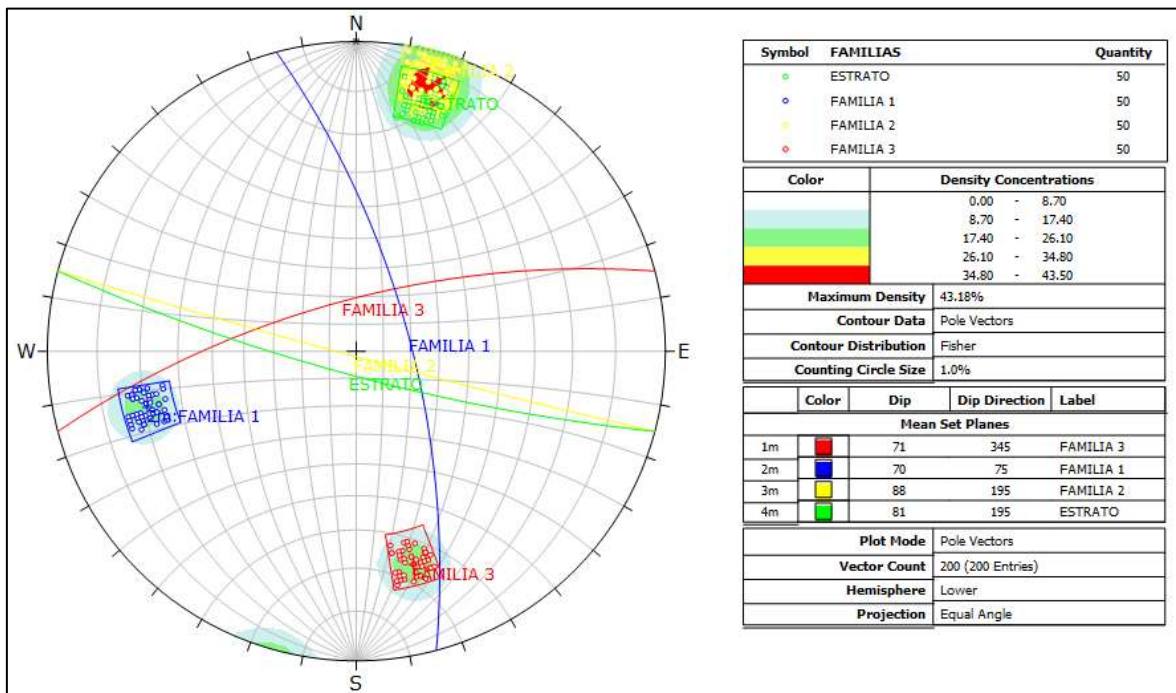 N
FAMILIA 2
ESTRATO
FAMILIA 3
W
E
FAMILIA 1
FAMILIA 2
ESTRATO
2m:FAMILIA 1
FAMILIA 3
S
Symbol FAMILIAS Quantity
ESTRATO 50
FAMILIA 1 50
FAMILIA 2 50
FAMILIA 3 50
Color Density Concentrations
0.00 - 8.70
8.70 - 17.40
17.40 - 26.10
26.10 - 34.80
34.80 - 43.50
Maximum Density 43.18%
Contour Data Pole Vectors
Contour Distribution Fisher
Counting Circle Size 1.0%
Color Dip Dip Direction Label
Mean Set Planes
1m 71 345 FAMILIA 3
2m 70 75 FAMILIA 1
3m 88 195 FAMILIA 2
4m 81 195 ESTRATO
Plot Mode Pole Vectors
Vector Count 200 (200 Entries)
Hemisphere Lower
Projection Equal Angle